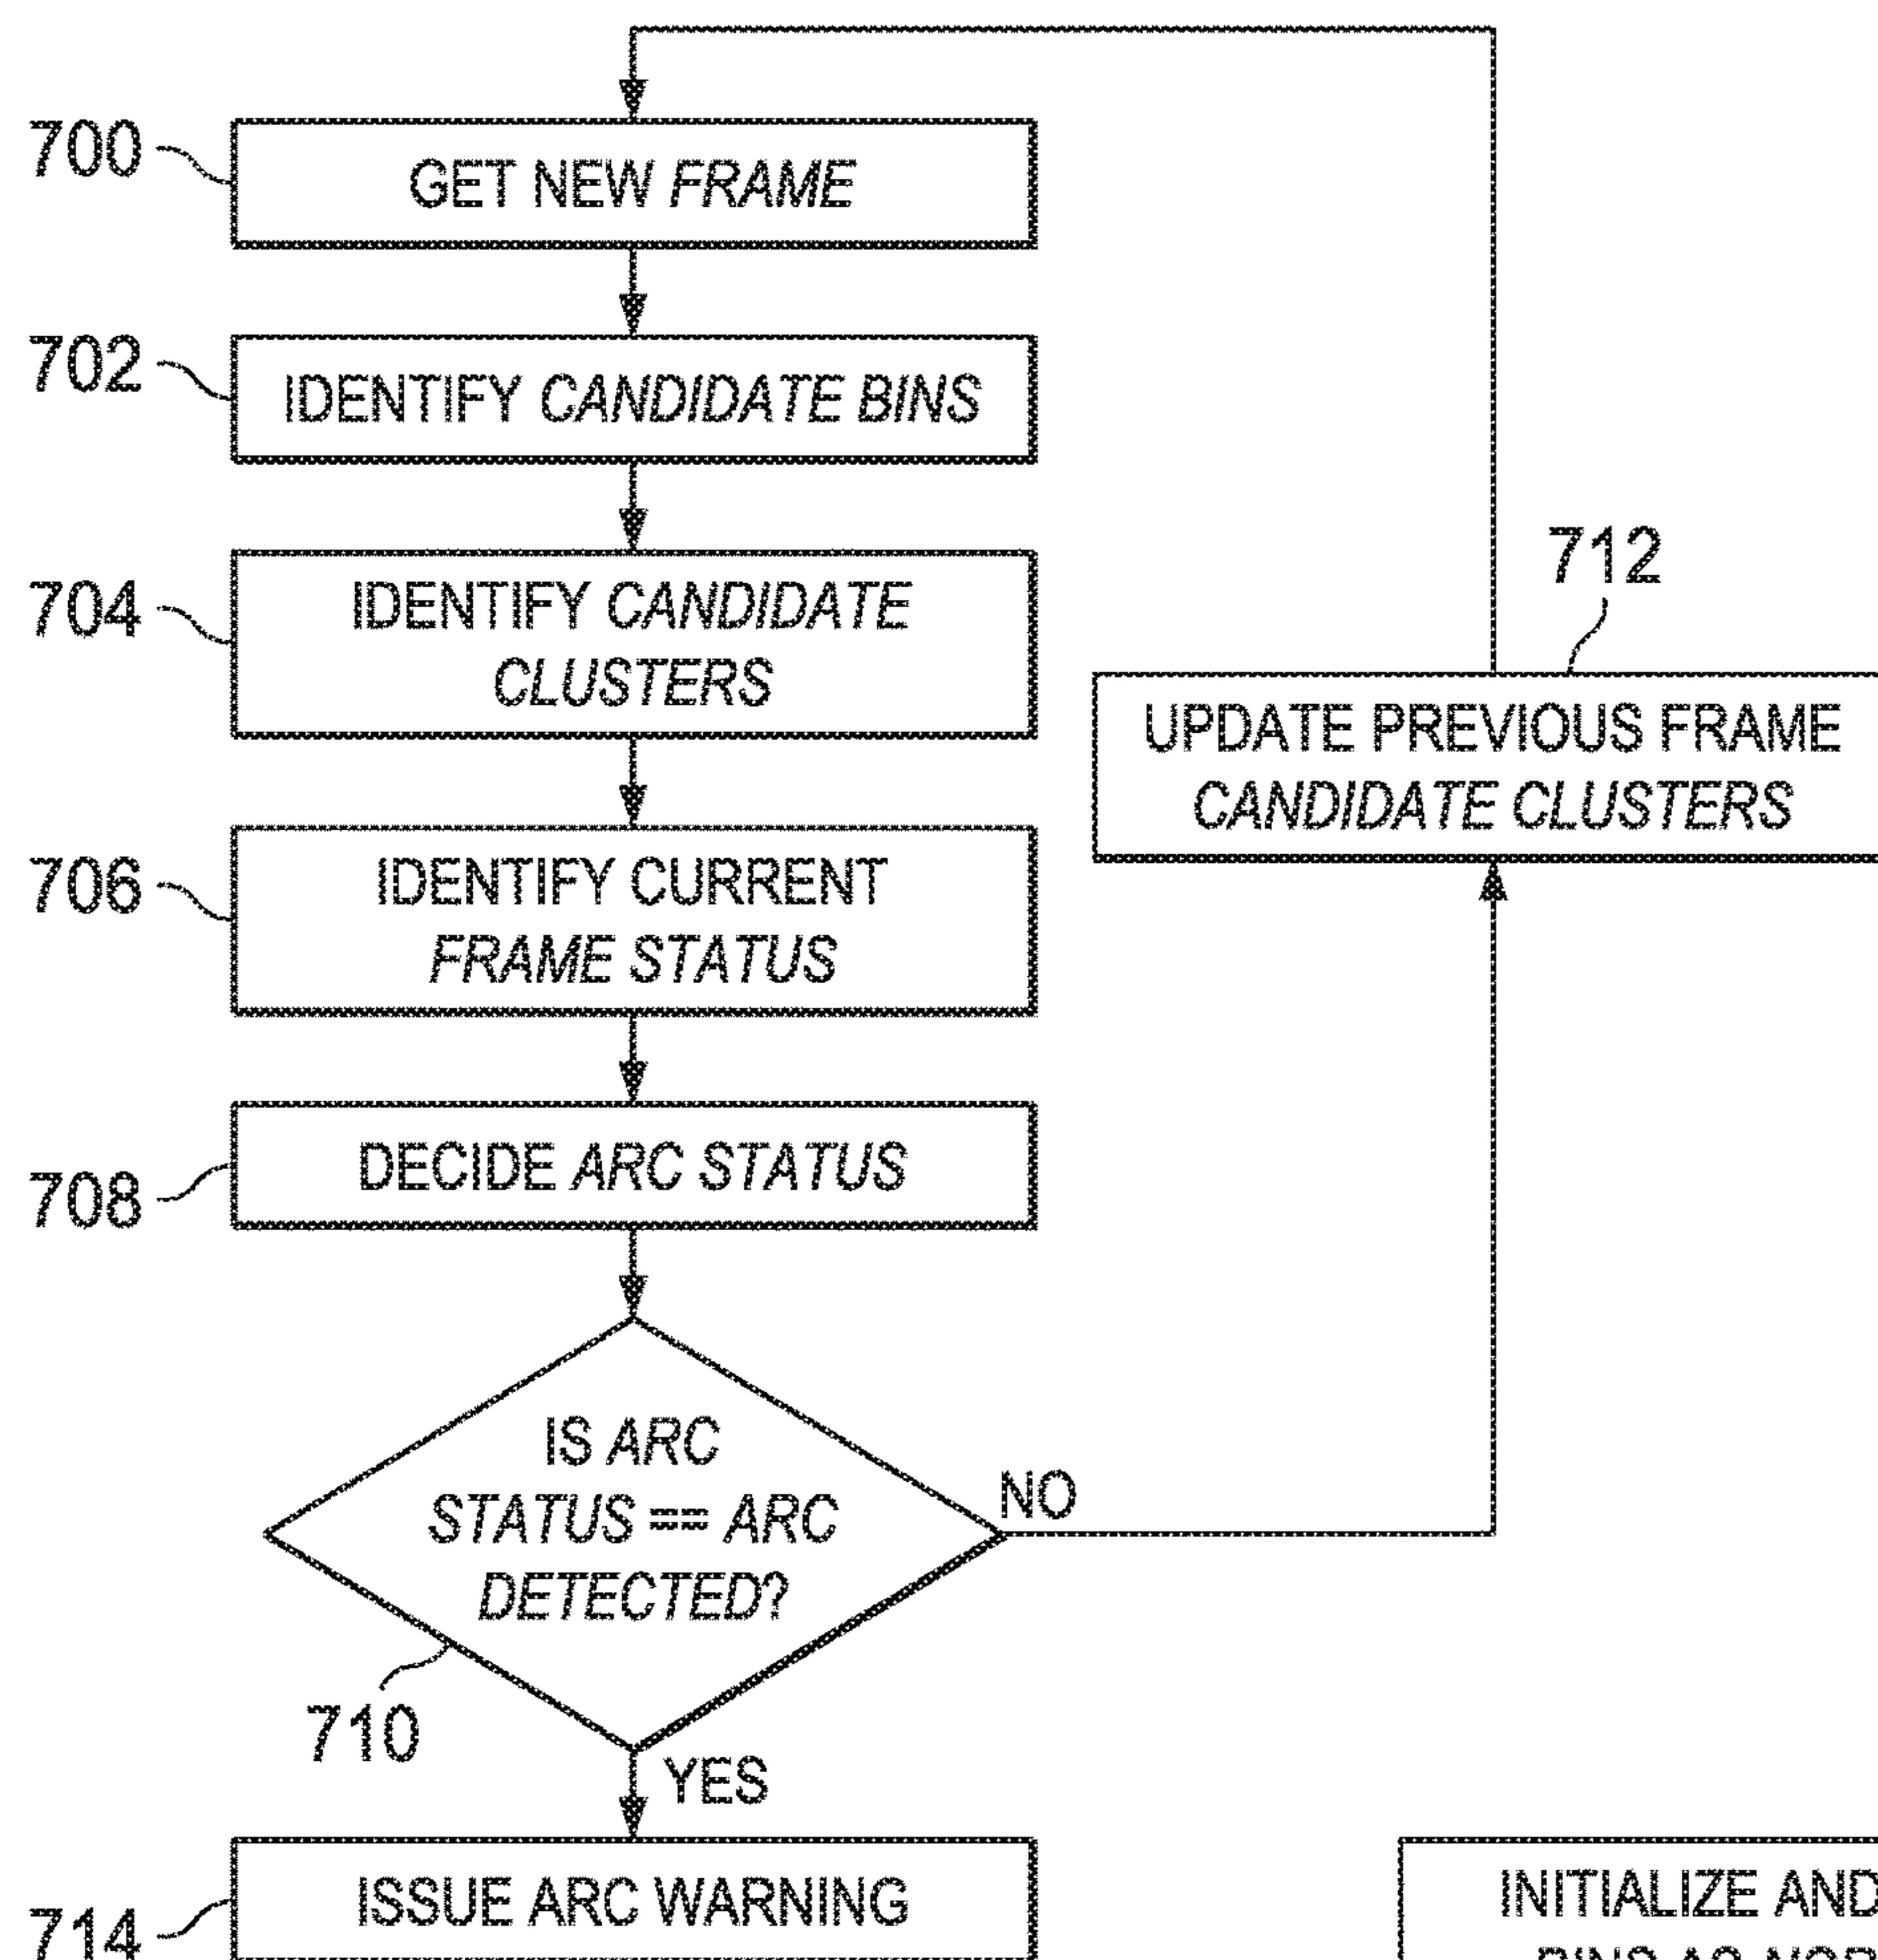 700
GET NEW FRAME
702
IDENTIFY CANDIDATE BINS
704
IDENTIFY CANDIDATE
CLUSTERS
712
UPDATE PREVIOUS FRAME
CANDIDATE CLUSTERS
706
IDENTIFY CURRENT
FRAME STATUS
708
DECIDE ARC STATUS
IS ARC
STATUS == ARC
DETECTED?
NO
710
YES
714
ISSUE ARC WARNING
INITIALIZE AND
BINS AS